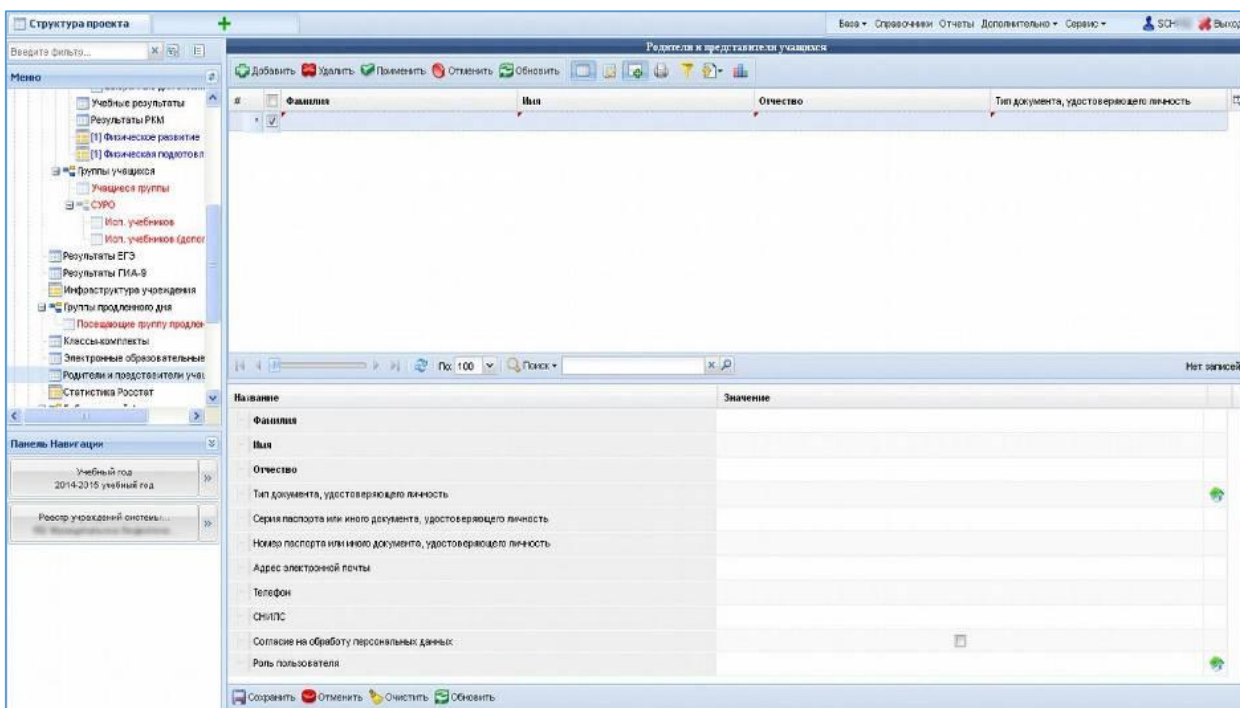 Структура проекта
База Справочники Отчеты Дополнительно Сервис SCH Выход
Введите фильтр...
Родители и представители учащихся
Меню
Добавить Удалить Применить Отменить Обновить
# Фамилия Имя Отчество Тип документа, удостоверяющего личность
*
Учебные результаты
Результаты РКМ
[1] Физическое развитие
[1] Физическая подготовл
Группы учащихся
Учащиеся группы
СУРО
Исп. учебников
Исп. учебников (допол
Результаты ЕГЭ
Результаты ГИА-9
Инфраструктура учреждения
Группы продленного дня
Посещающие группу продлен
Классы-комплекты
Электронные образовательные
Родители и представители учащ
Статистика Росстат
По: 100 Поиск Нет записей
Название Значение
Фамилия
Имя
Отчество
Тип документа, удостоверяющего личность
Серия паспорта или иного документа, удостоверяющего личность
Номер паспорта или иного документа, удостоверяющего личность
Адрес электронной почты
Телефон
СНИЛС
Согласие на обработку персональных данных
Роль пользователя
Панель Навигации
Учебный год
2014-2015 учебный год
Реестр учреждений системы...
Сохранить Отменить Очистить Обновить